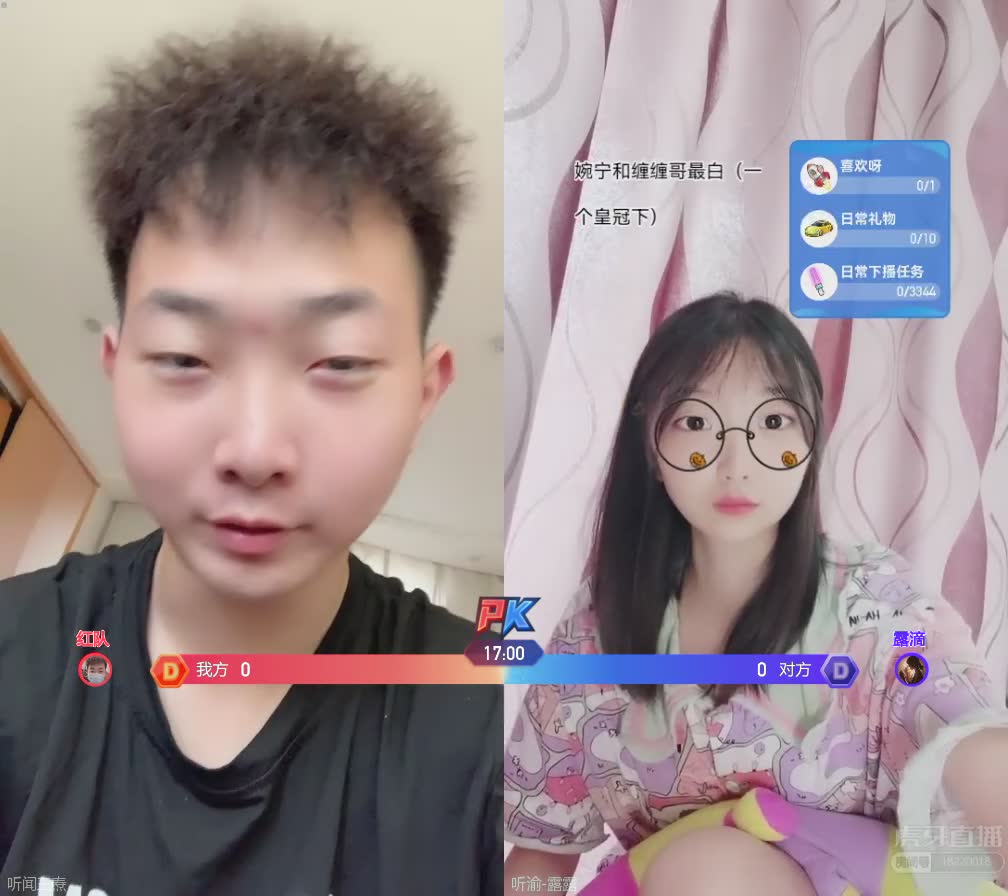 婉宁和缠缠哥最白（一
个皇冠下）
喜欢呀
0/1
日常礼物
0/10
日常下播任务
0/3344
PK
17:00
红队
D 我方 0
0 对方 D
露滴
虎牙直播
18220018
听渝-露露